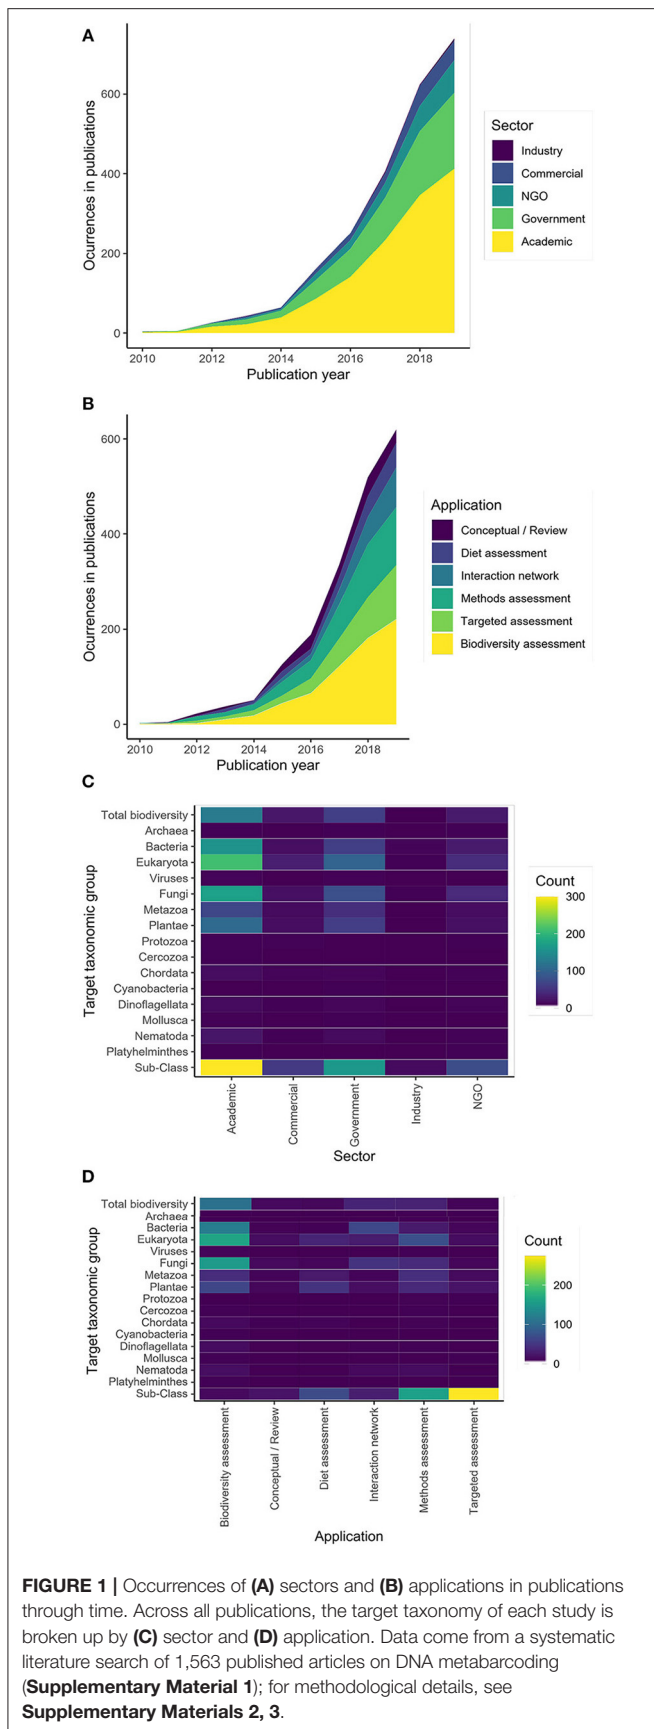 A
Ocurrences in publications
600
400
200
0
2010
2012
2014
2016
2018
Publication year
Sector
Industry
Commercial
NGO
Government
Academic
B
Ocurrences in publications
600
400
200
0
2010
2012
2014
2016
2018
Publication year
Application
Conceptual / Review
Diet assessment
Interaction network
Methods assessment
Targeted assessment
Biodiversity assessment
C
Target taxonomic group
Total biodiversity
Archaea
Bacteria
Eukaryota
Viruses
Fungi
Metazoa
Plantae
Protozoa
Cercozoa
Chordata
Cyanobacteria
Dinoflagellata
Mollusca
Nematoda
Platyhelminthes
Sub-Class
Academic
Commercial
Government
Industry
NGO
Sector
Count
300
200
100
0
D
Target taxonomic group
Total biodiversity
Archaea
Bacteria
Eukaryota
Viruses
Fungi
Metazoa
Plantae
Protozoa
Cercozoa
Chordata
Cyanobacteria
Dinoflagellata
Mollusca
Nematoda
Platyhelminthes
Sub-Class
Biodiversity assessment
Conceptual / Review
Diet assessment
Interaction network
Methods assessment
Targeted assessment
Application
Count
200
100
0
FIGURE 1 | Occurrences of (A) sectors and (B) applications in publications
through time. Across all publications, the target taxonomy of each study is
broken up by (C) sector and (D) application. Data come from a systematic
literature search of 1,563 published articles on DNA metabarcoding
(Supplementary Material 1); for methodological details, see
Supplementary Materials 2, 3.